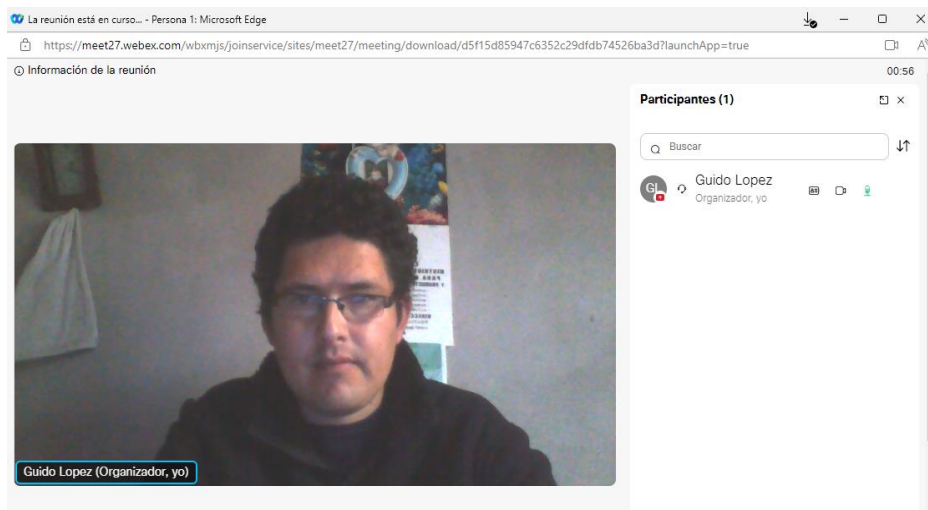 La reunión está en curso... - Persona 1: Microsoft Edge
https://meet27.webex.com/wbxmjs/joinservice/sites/meet27/meeting/download/d5f15d85947c6352c29dfdb74526ba3d?launchApp=true
Información de la reunión
00:56
Participantes (1)
Buscar
GL
Guido Lopez
Organizador, yo
Guido Lopez (Organizador, yo)